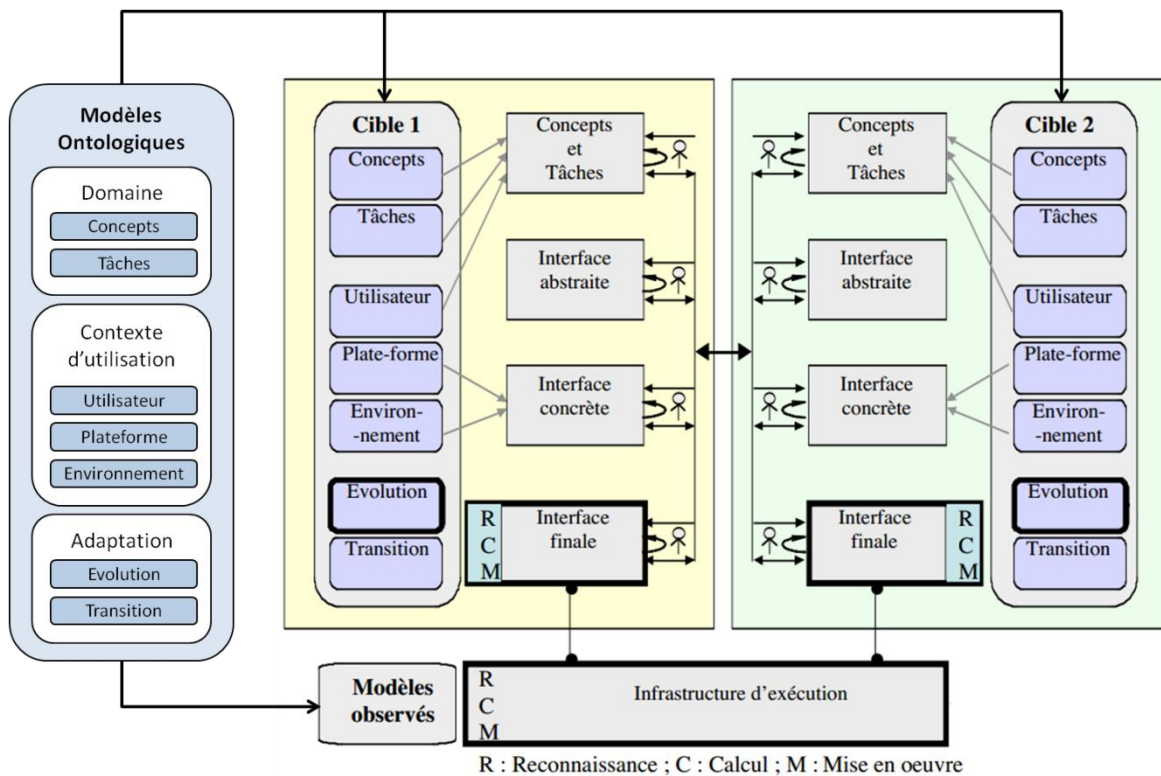 Modèles
Ontologiques
Domaine
Concepts
Tâches
Contexte
d'utilisation
Utilisateur
Plateforme
Environnement
Adaptation
Evolution
Transition
Cible 1
Concepts
Tâches
Utilisateur
Plate-forme
Environ-
-nement
Evolution
Transition
Concepts
et
Tâches
Interface
abstraite
Interface
concrète
R
C
M
Interface
finale
Concepts
et
Tâches
Interface
abstraite
Interface
concrète
Interface
finale
R
C
M
Cible 2
Concepts
Tâches
Utilisateur
Plate-forme
Environ-
-nement
Evolution
Transition
Modèles
observés
R
C
M
Infrastructure d'exécution
R : Reconnaissance ; C : Calcul ; M : Mise en oeuvre